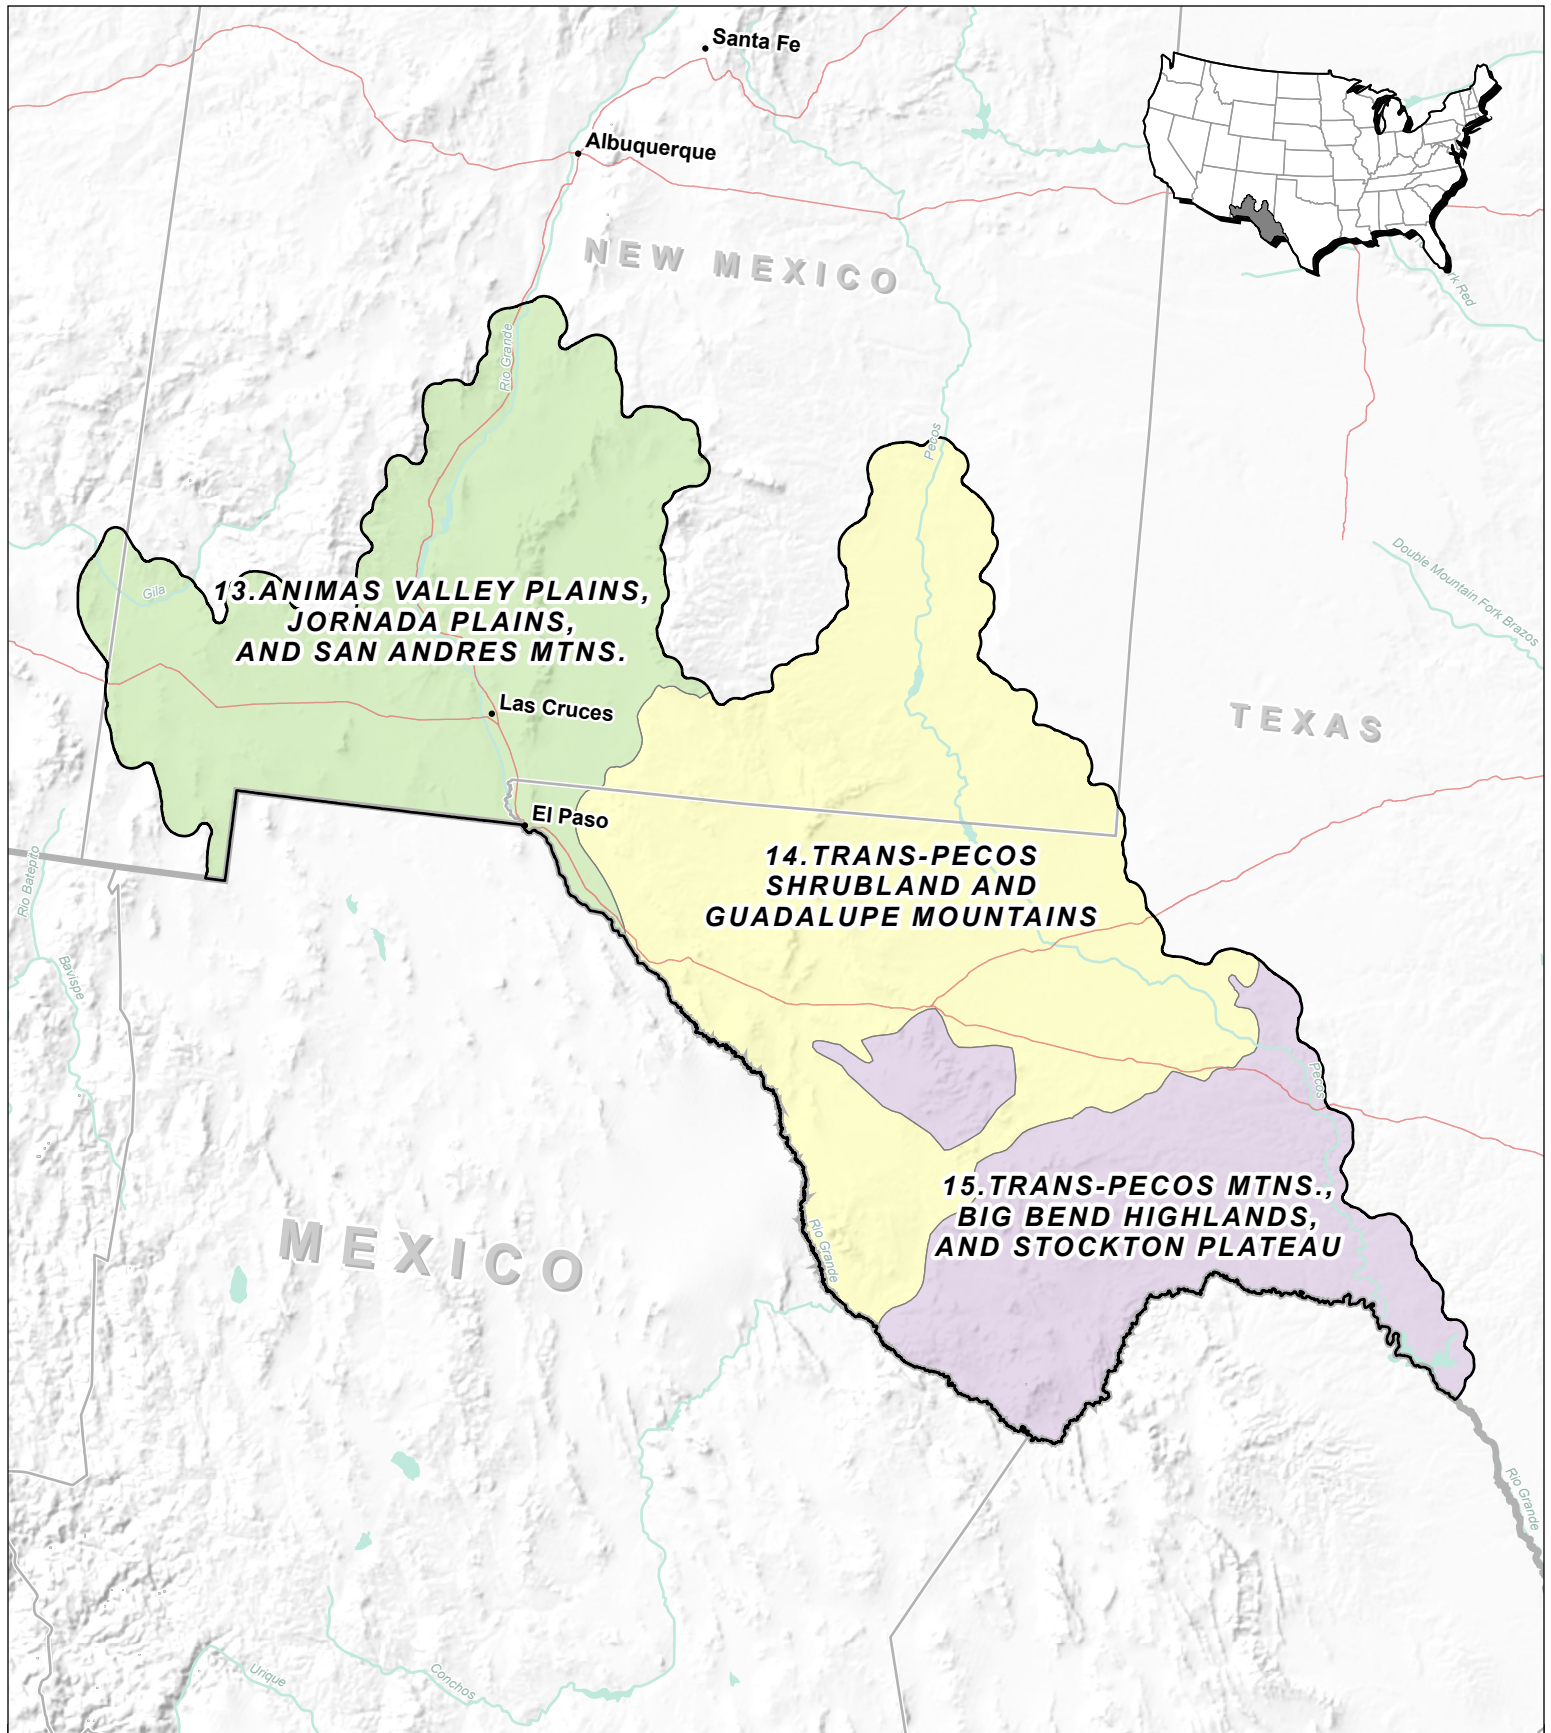 Santa Fe
Albuquerque
NEW MEXICO
rk Red
Rio Grande
Pecos
Double Mountain Fork Brazos
Gila
13.ANIMAS VALLEY PLAINS,
JORNADA PLAINS,
AND SAN ANDRES MTNS.
Las Cruces
TEXAS
El Paso
14.TRANS-PECOS
SHRUBLAND AND
GUADALUPE MOUNTAINS
Rio Batepito
Bavispe
Pecos
15.TRANS-PECOS MTNS.,
BIG BEND HIGHLANDS,
AND STOCKTON PLATEAU
MEXICO
Rio Grande
Rio Grande
Urique
Conchos